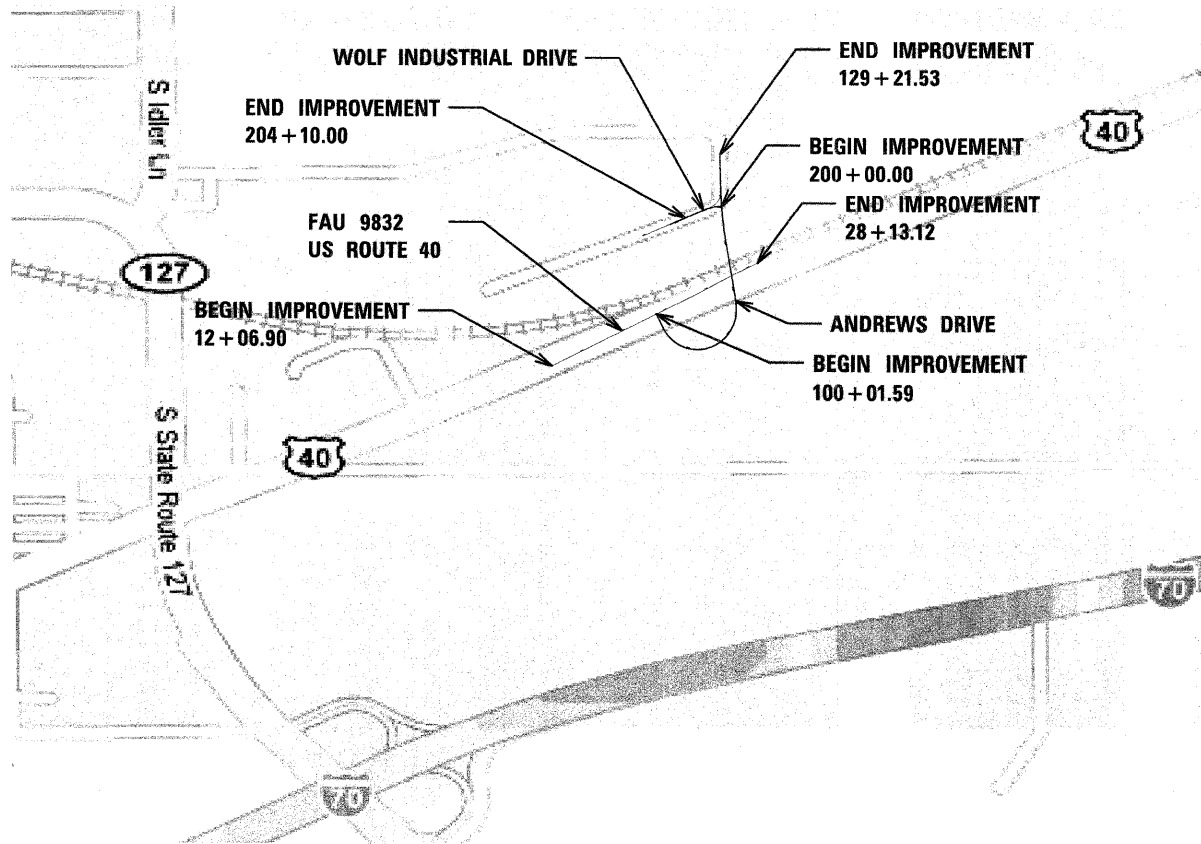 WOLF INDUSTRIAL DRIVE
END IMPROVEMENT
129+21.53
S Idler Ln
END IMPROVEMENT
204+10.00
40
BEGIN IMPROVEMENT
200+00.00
END IMPROVEMENT
28+13.12
FAU 9832
US ROUTE 40
127
BEGIN IMPROVEMENT
12+06.90
ANDREWS DRIVE
BEGIN IMPROVEMENT
100+01.59
40
S State Route 127
70
70